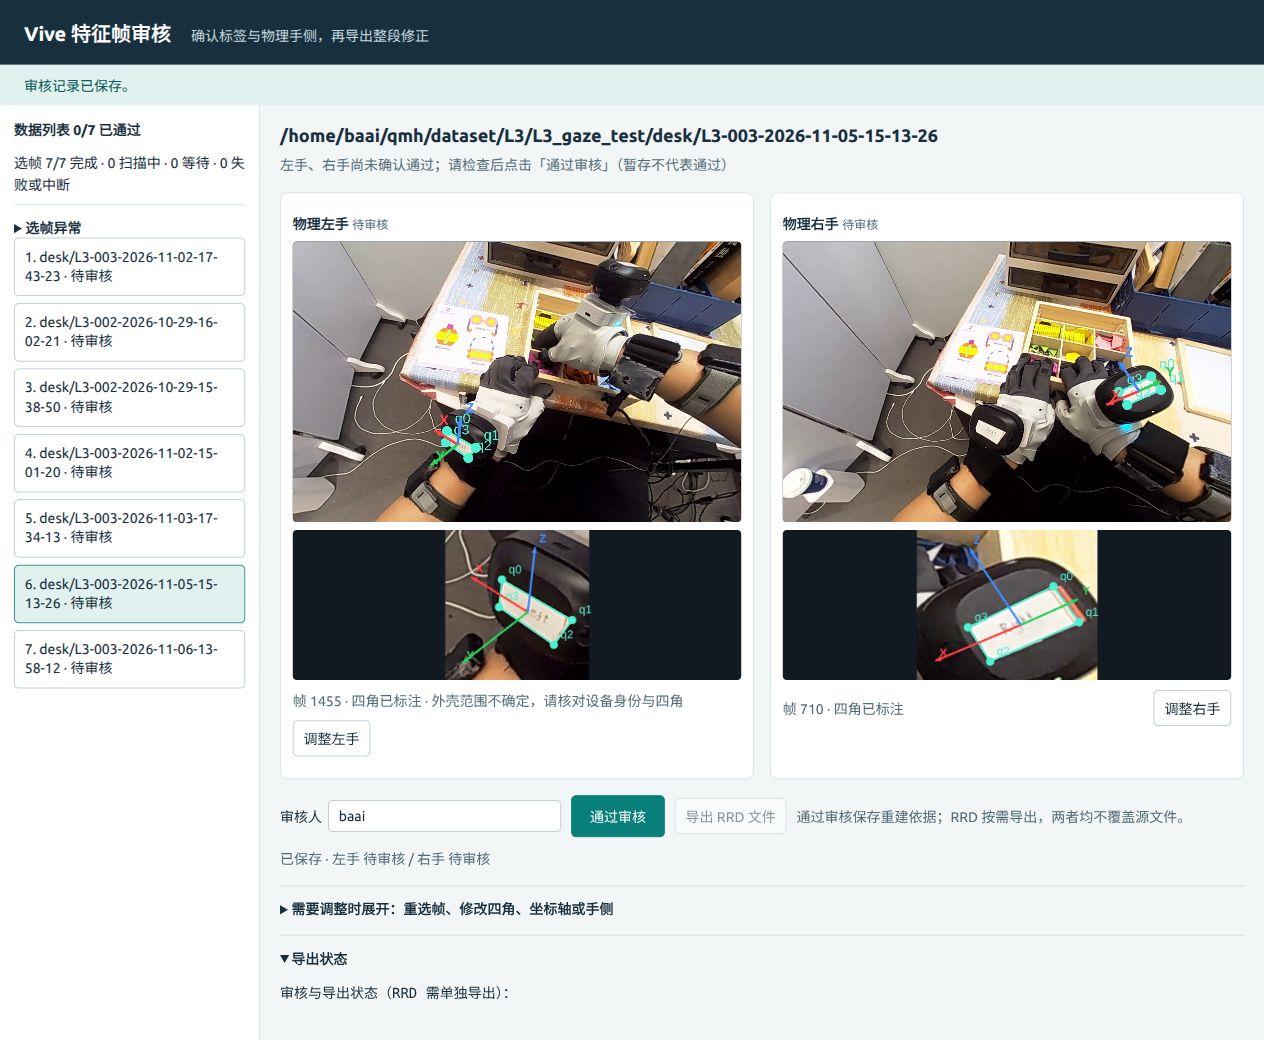 Vive 特征帧审核 确认标签与物理手侧，再导出整段修正
审核记录已保存。
数据列表 0/7 已通过
选帧 7/7 完成 · 0 扫描中 · 0 等待 · 0 失
败或中断
▶ 选帧异常
1. desk/L3-003-2026-11-02-17-
43-23 · 待审核
2. desk/L3-002-2026-10-29-16-
02-21 · 待审核
3. desk/L3-002-2026-10-29-15-
38-50 · 待审核
4. desk/L3-003-2026-11-02-15-
01-20 · 待审核
5. desk/L3-003-2026-11-03-17-
34-13 · 待审核
6. desk/L3-003-2026-11-05-15-
13-26 · 待审核
7. desk/L3-003-2026-11-06-13-
58-12 · 待审核
/home/baai/qmh/dataset/L3/L3_gaze_test/desk/L3-003-2026-11-05-15-13-26
左手、右手尚未确认通过；请检查后点击「通过审核」（暂存不代表通过）
物理左手 待审核
X Z q0
q3 q1
q2
Y
Z
X q0
q3 q1
q2
Y
帧 1455 · 四角已标注 · 外壳范围不确定，请核对设备身份与四角
调整左手
物理右手 待审核
Z q0
q3 Y q1
X
Z
q0
Y
q3 q1
X q2
帧 710 · 四角已标注
调整右手
审核人 baai 通过审核 导出 RRD 文件 通过审核保存重建依据；RRD 按需导出，两者均不覆盖源文件。
已保存 · 左手 待审核 / 右手 待审核
▶ 需要调整时展开：重选帧、修改四角、坐标轴或手侧
▼ 导出状态
审核与导出状态（RRD 需单独导出）：